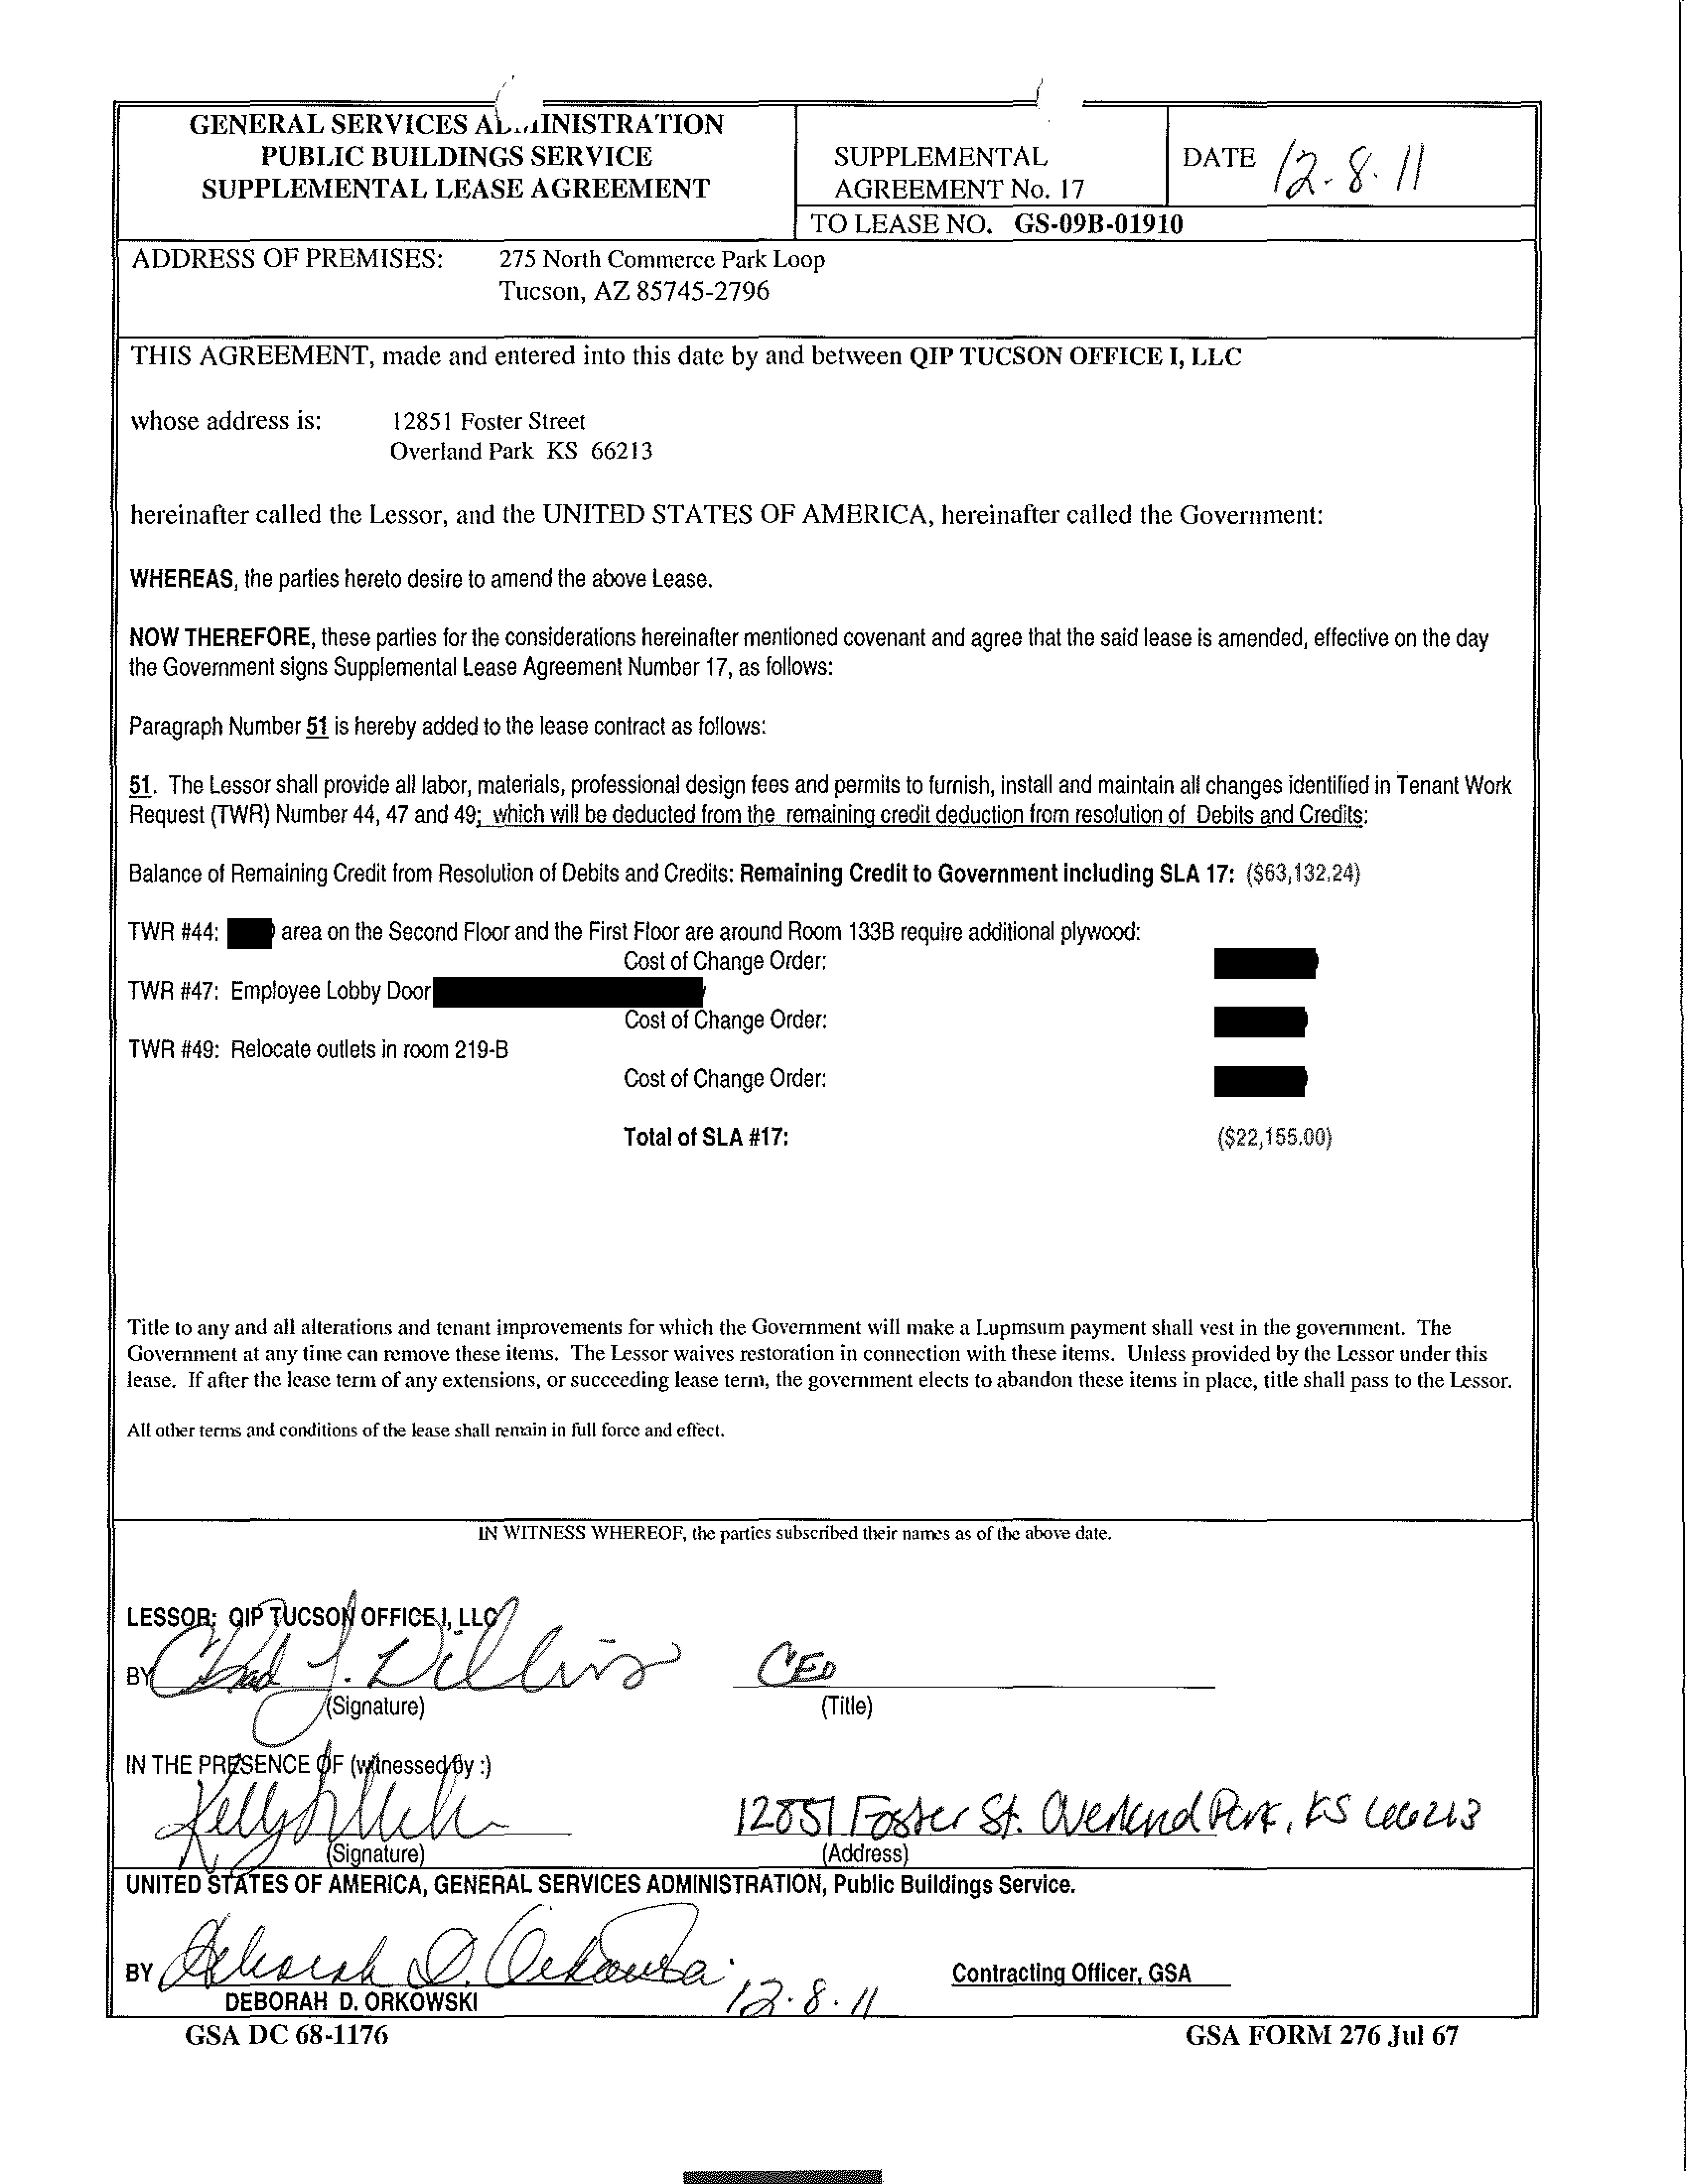 GENERAL SERVICES ADMINISTRATION
PUBLIC BUILDINGS SERVICE
SUPPLEMENTAL LEASE AGREEMENT
SUPPLEMENTAL
AGREEMENT No. 17
DATE 12.8.11
TO LEASE NO. GS-09B-01910
ADDRESS OF PREMISES: 275 North Commerce Park Loop
Tucson, AZ 85745-2796
THIS AGREEMENT, made and entered into this date by and between QIP TUCSON OFFICE I, LLC
whose address is: 12851 Foster Street
Overland Park KS 66213
hereinafter called the Lessor, and the UNITED STATES OF AMERICA, hereinafter called the Government:
WHEREAS, the parties hereto desire to amend the above Lease.
NOW THEREFORE, these parties for the considerations hereinafter mentioned covenant and agree that the said lease is amended, effective on the day
the Government signs Supplemental Lease Agreement Number 17, as follows:
Paragraph Number 51 is hereby added to the lease contract as follows:
51. The Lessor shall provide all labor, materials, professional design fees and permits to furnish, install and maintain all changes identified in Tenant Work
Request (TWR) Number 44, 47 and 49; which will be deducted from the remaining credit deduction from resolution of Debits and Credits:
Balance of Remaining Credit from Resolution of Debits and Credits: Remaining Credit to Government including SLA 17: ($63,132.24)
TWR #44: area on the Second Floor and the First Floor are around Room 133B require additional plywood:
Cost of Change Order:
TWR #47: Employee Lobby Door
Cost of Change Order:
TWR #49: Relocate outlets in room 219-B
Cost of Change Order:
Total of SLA #17: ($22,155.00)
Title to any and all alterations and tenant improvements for which the Government will make a Lupmsum payment shall vest in the government. The
Government at any time can remove these items. The Lessor waives restoration in connection with these items. Unless provided by the Lessor under this
lease. If after the lease term of any extensions, or succeeding lease term, the government elects to abandon these items in place, title shall pass to the Lessor.
All other terms and conditions of the lease shall remain in full force and effect.
IN WITNESS WHEREOF, the parties subscribed their names as of the above date.
LESSOR: QIP TUCSON OFFICE I, LLC
BY Chad J. CEO
(Signature) (Title)
IN THE PRESENCE OF (witnessed by :)
Kelly 12851 Foster St. Overland Park, KS 66213
(Signature) (Address)
UNITED STATES OF AMERICA, GENERAL SERVICES ADMINISTRATION, Public Buildings Service.
BY Deborah D. Orkowski 12.8.11 Contracting Officer, GSA
DEBORAH D. ORKOWSKI
GSA DC 68-1176 GSA FORM 276 Jul 67